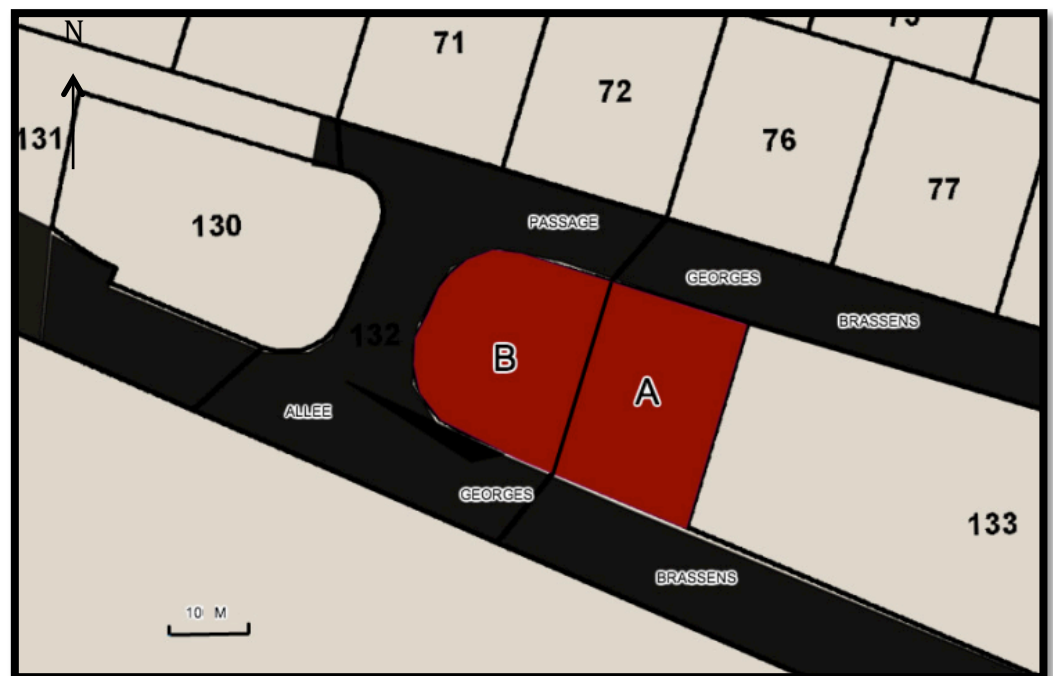 N
71
72
131
76
77
130
PASSAGE
GEORGES
BRASSENS
132
B
A
ALLEE
GEORGES
BRASSENS
133
10 M